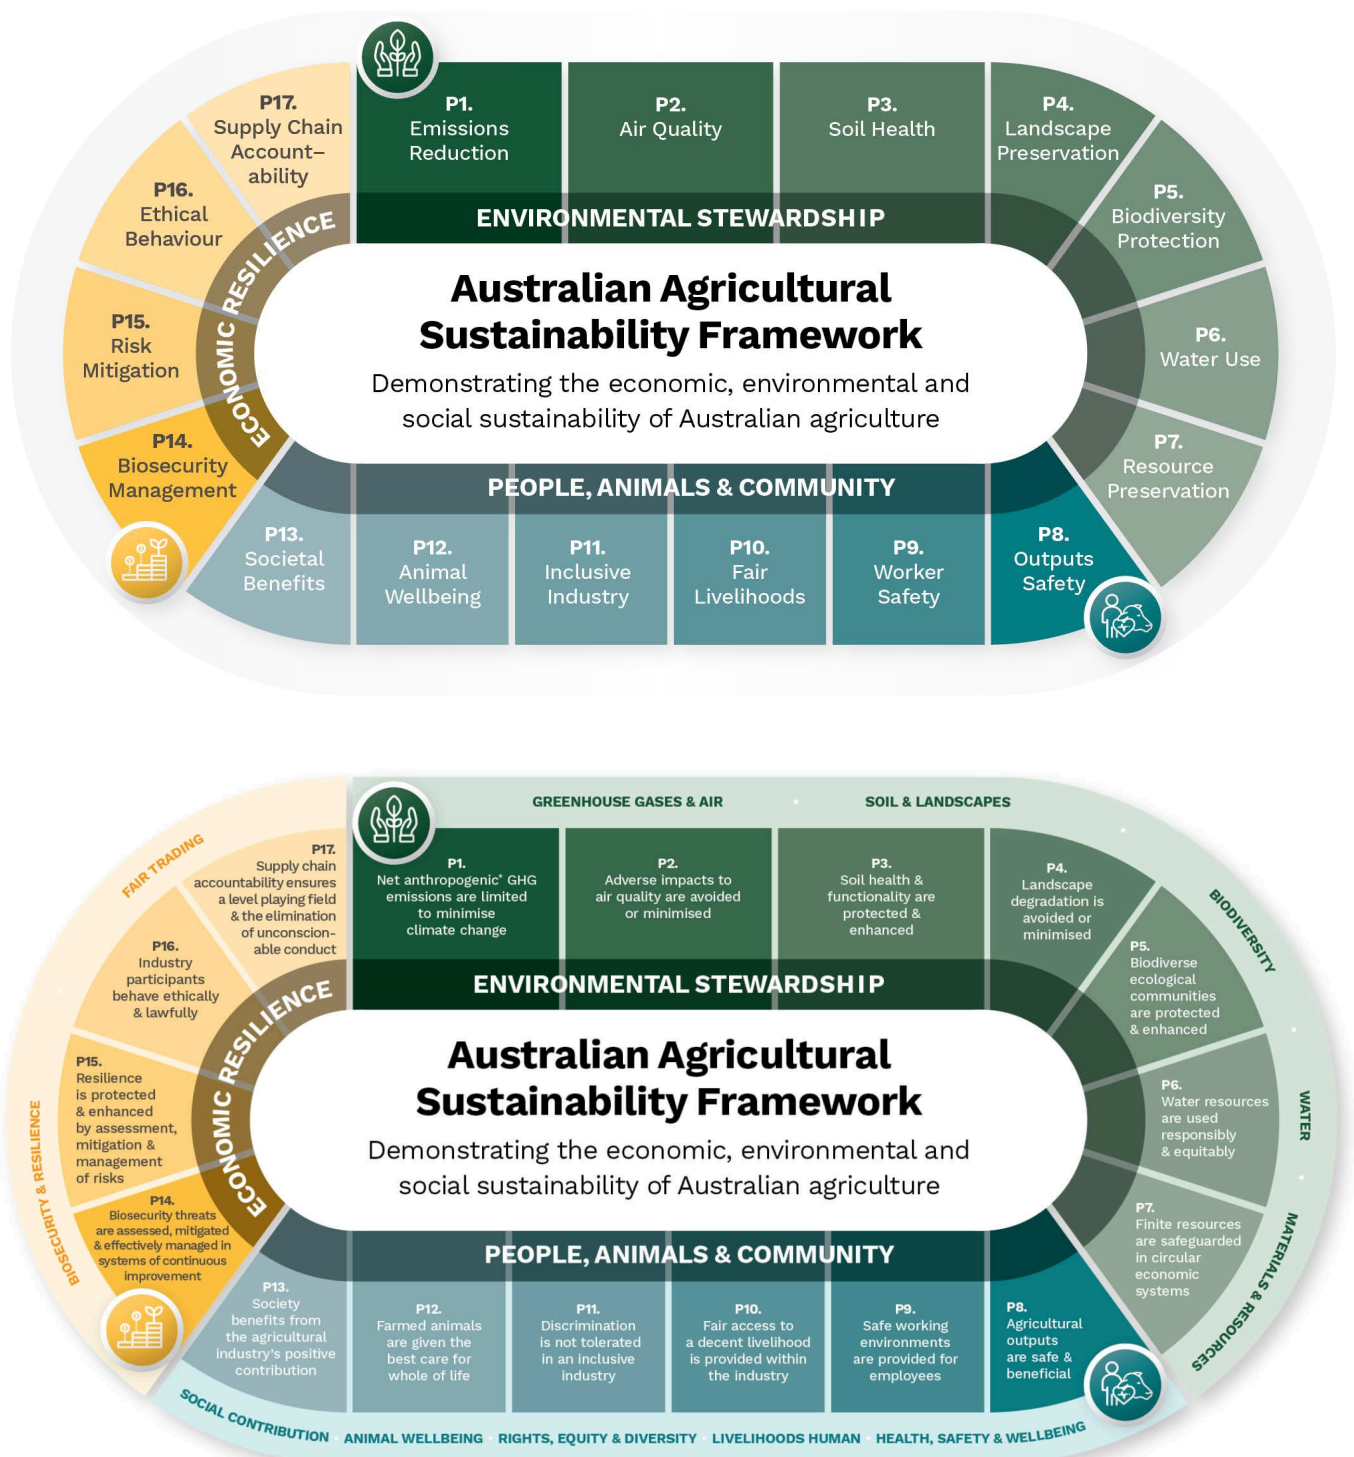 P1.
Emissions
Reduction
P2.
Air Quality
P3.
Soil Health
P4.
Landscape
Preservation
P5.
Biodiversity
Protection
P6.
Water Use
P7.
Resource
Preservation
P8.
Outputs
Safety
P9.
Worker
Safety
P10.
Fair
Livelihoods
P11.
Inclusive
Industry
P12.
Animal
Wellbeing
P13.
Societal
Benefits
P14.
Biosecurity
Management
P15.
Risk
Mitigation
P16.
Ethical
Behaviour
P17.
Supply Chain
Account–
ability
ENVIRONMENTAL STEWARDSHIP
ECONOMIC RESILIENCE
Australian Agricultural
Sustainability Framework
Demonstrating the economic, environmental and
social sustainability of Australian agriculture
PEOPLE, ANIMALS & COMMUNITY
GREENHOUSE GASES & AIR
SOIL & LANDSCAPES
BIODIVERSITY
WATER
MATERIALS & RESOURCES
P1.
Net anthropogenic* GHG
emissions are limited
to minimise
climate change
P2.
Adverse impacts to
air quality are avoided
or minimised
P3.
Soil health &
functionality are
protected &
enhanced
P4.
Landscape
degradation is
avoided or
minimised
P5.
Biodiverse
ecological
communities
are protected
& enhanced
P6.
Water resources
are used
responsibly
& equitably
P7.
Finite resources
are safeguarded
in circular
economic
systems
P8.
Agricultural
outputs
are safe &
beneficial
P9.
Safe working
environments
are provided for
employees
P10.
Fair access to
a decent livelihood
is provided within
the industry
P11.
Discrimination
is not tolerated
in an inclusive
industry
P12.
Farmed animals
are given the
best care for
whole of life
P13.
Society
benefits from
the agricultural
industry's positive
contribution
P14.
Biosecurity threats
are assessed, mitigated
& effectively managed in
systems of continuous
improvement
P15.
Resilience
is protected
& enhanced
by assessment,
mitigation &
management
of risks
P16.
Industry
participants
behave ethically
& lawfully
P17.
Supply chain
accountability ensures
a level playing field
& the elimination
of unconscion-
able conduct
FAIR TRADING
BIOSECURITY & RESILIENCE
ENVIRONMENTAL STEWARDSHIP
ECONOMIC RESILIENCE
Australian Agricultural
Sustainability Framework
Demonstrating the economic, environmental and
social sustainability of Australian agriculture
PEOPLE, ANIMALS & COMMUNITY
SOCIAL CONTRIBUTION · ANIMAL WELLBEING · RIGHTS, EQUITY & DIVERSITY · LIVELIHOODS HUMAN · HEALTH, SAFETY & WELLBEING